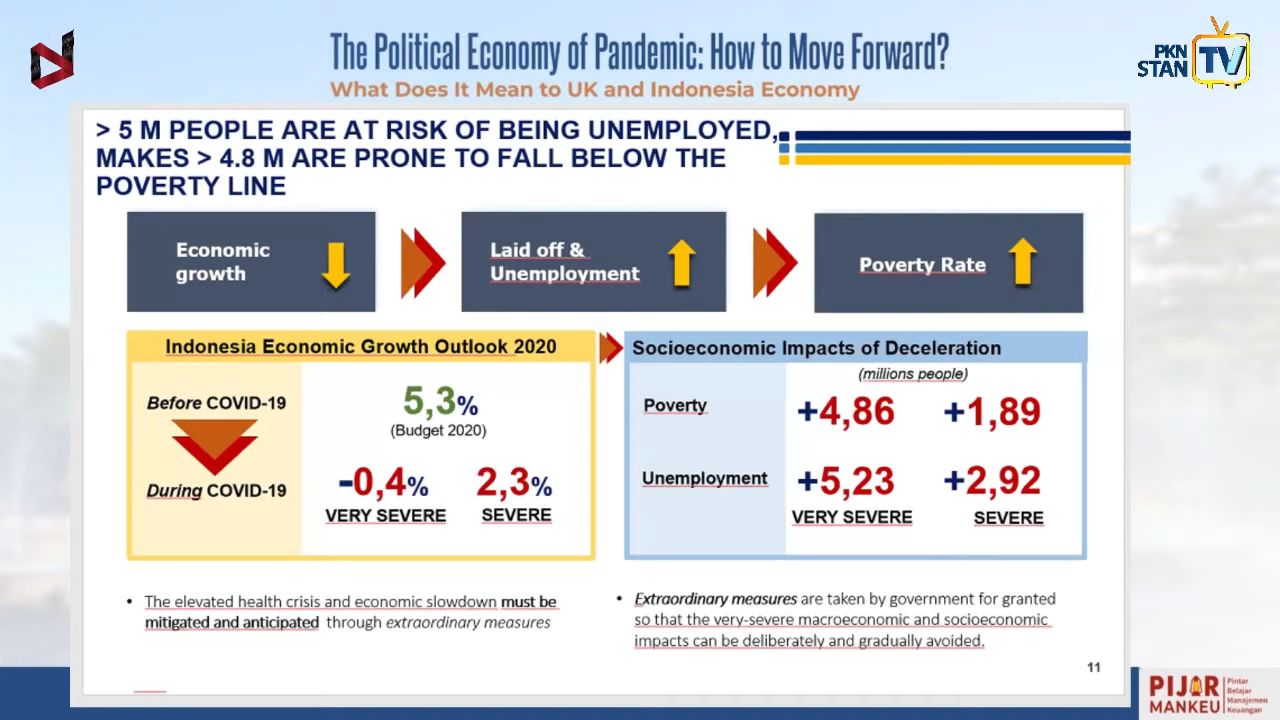 The Political Economy of Pandemic: How to Move Forward?
What Does It Mean to UK and Indonesia Economy
PKN
STAN TV
> 5 M PEOPLE ARE AT RISK OF BEING UNEMPLOYED,
MAKES > 4.8 M ARE PRONE TO FALL BELOW THE
POVERTY LINE
Economic
growth
Laid off &
Unemployment
Poverty Rate
Indonesia Economic Growth Outlook 2020
Before COVID-19
5,3%
(Budget 2020)
During COVID-19
-0,4% 2,3%
VERY SEVERE SEVERE
Socioeconomic Impacts of Deceleration
(millions people)
Poverty +4,86 +1,89
Unemployment +5,23 +2,92
VERY SEVERE SEVERE
• The elevated health crisis and economic slowdown must be
mitigated and anticipated through extraordinary measures
• Extraordinary measures are taken by government for granted
so that the very-severe macroeconomic and socioeconomic
impacts can be deliberately and gradually avoided.
11
PIJAR
MANKEU
Pintar
Belajar
Manajemen
Keuangan